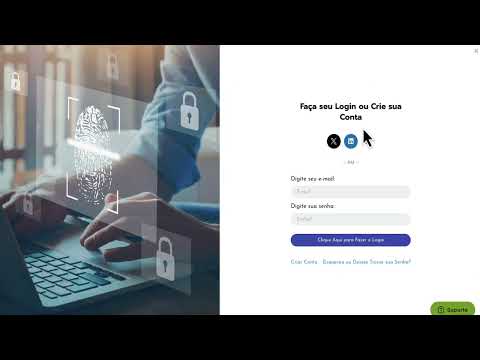 Faça seu Login ou Crie sua
Conta
Digite seu e-mail:
E-mail
Digite sua senha:
Senha
Clique Aqui para Fazer o Login
Criar Conta Esqueceu ou Deseja Trocar sua Senha?
Suporte